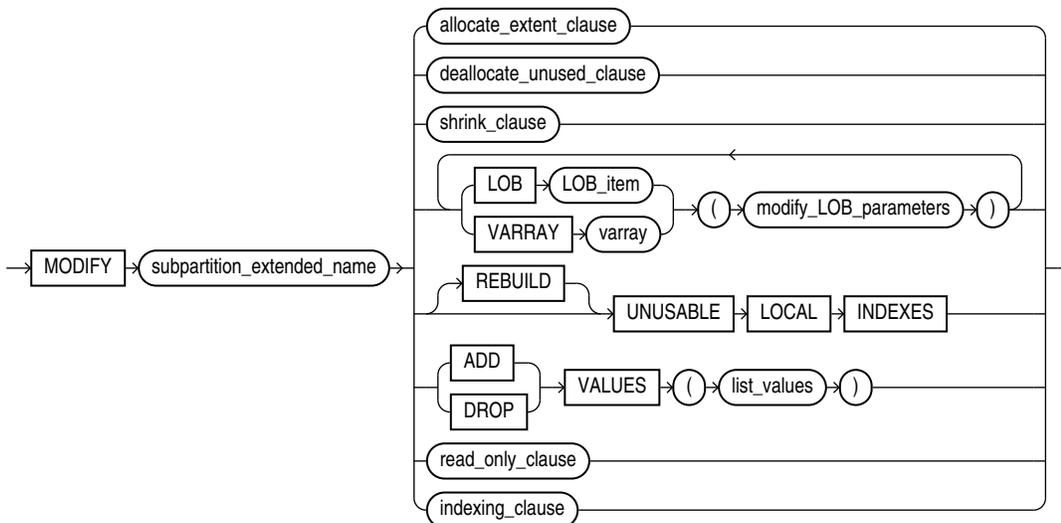 allocate_extent_clause
deallocate_unused_clause
shrink_clause
LOB LOB_item
( modify_LOB_parameters )
VARRAY varray
MODIFY subpartition_extended_name
REBUILD
UNUSABLE LOCAL INDEXES
ADD
VALUES ( list_values )
DROP
read_only_clause
indexing_clause